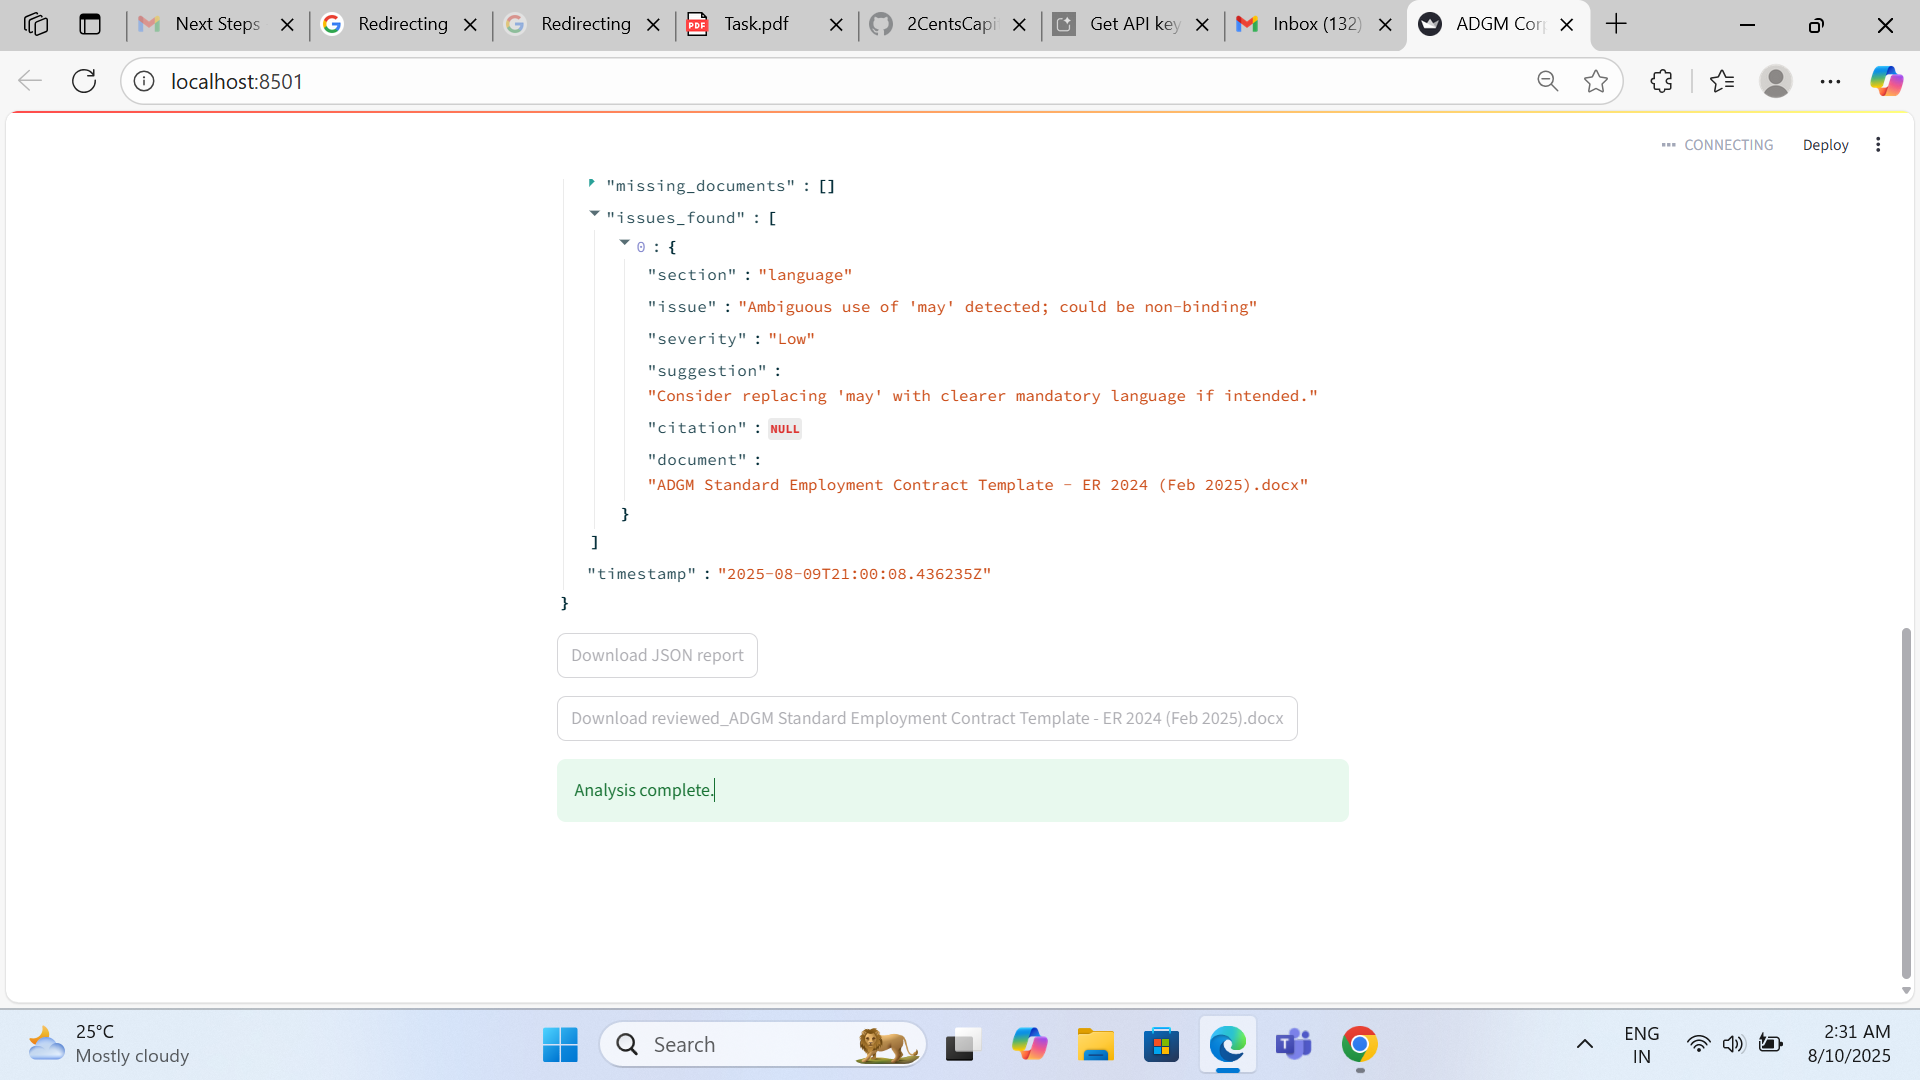 Next Steps
Redirecting
Redirecting
PDF
Task.pdf
2CentsCapi
Get API key
Inbox (132)
ADGM Corp
localhost:8501
CONNECTING
Deploy
"missing_documents" : []
"issues_found" : [
0 : {
"section" : "language"
"issue" : "Ambiguous use of 'may' detected; could be non-binding"
"severity" : "Low"
"suggestion" :
"Consider replacing 'may' with clearer mandatory language if intended."
"citation" : NULL
"document" :
"ADGM Standard Employment Contract Template - ER 2024 (Feb 2025).docx"
}
]
"timestamp" : "2025-08-09T21:00:08.436235Z"
}
Download JSON report
Download reviewed_ADGM Standard Employment Contract Template - ER 2024 (Feb 2025).docx
Analysis complete.
25°C
Mostly cloudy
Search
ENG
IN
2:31 AM
8/10/2025